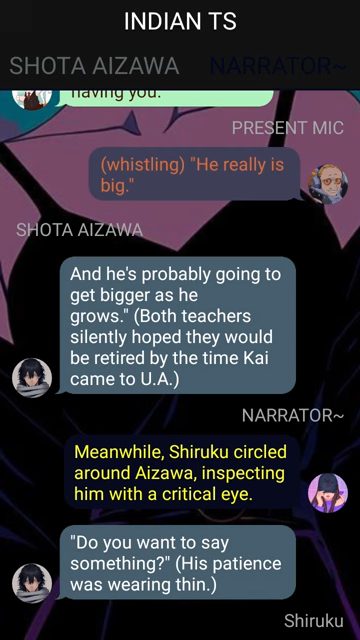 INDIAN TS
SHOTA AIZAWA
NARRATOR~
having you."
PRESENT MIC
(whistling) "He really is
big."
SHOTA AIZAWA
And he's probably going to
get bigger as he
grows." (Both teachers
silently hoped they would
be retired by the time Kai
came to U.A.)
NARRATOR~
Meanwhile, Shiruku circled
around Aizawa, inspecting
him with a critical eye.
"Do you want to say
something?" (His patience
was wearing thin.)
Shiruku